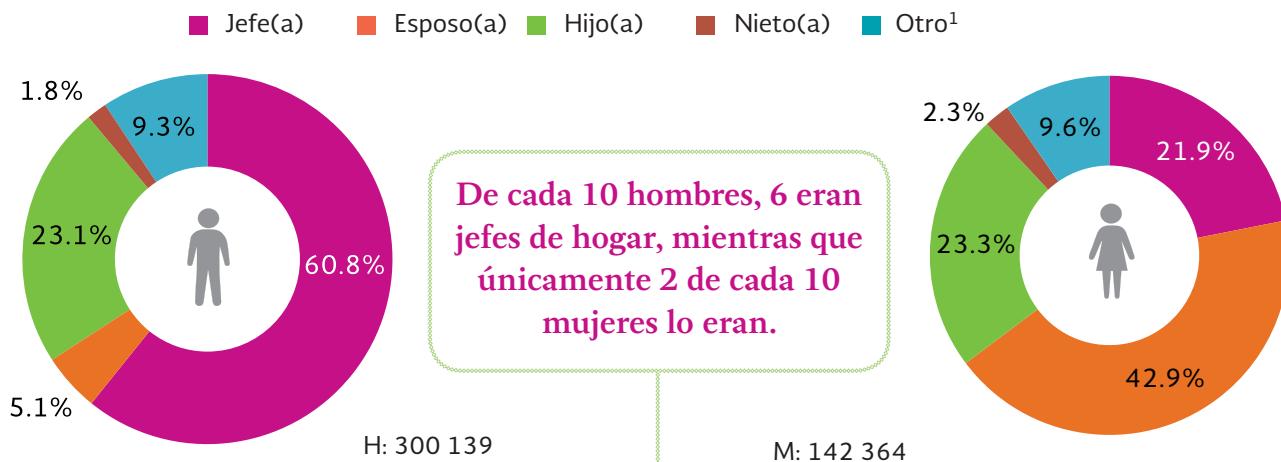 Jefe(a) Esposo(a) Hijo(a) Nieto(a) Otro¹
1.8%
9.3%
23.1%
60.8%
5.1%
De cada 10 hombres, 6 eran
jefes de hogar, mientras que
únicamente 2 de cada 10
mujeres lo eran.
2.3%
9.6%
21.9%
23.3%
42.9%
H: 300 139
M: 142 364